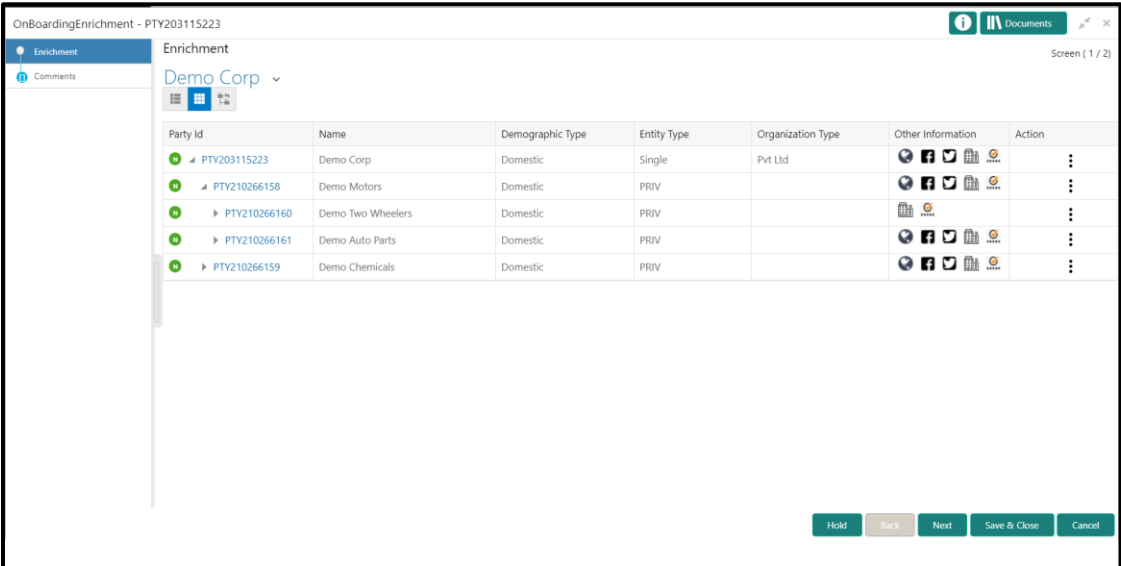 OnBoardingEnrichment - PTY203115223
i Documents
Enrichment
Comments
Enrichment
Screen ( 1 / 2)
Demo Corp
Party Id Name Demographic Type Entity Type Organization Type Other Information Action
N PTY203115223 Demo Corp Domestic Single Pvt Ltd
N PTY210266158 Demo Motors Domestic PRIV
N PTY210266160 Demo Two Wheelers Domestic PRIV
N PTY210266161 Demo Auto Parts Domestic PRIV
N PTY210266159 Demo Chemicals Domestic PRIV
Hold Back Next Save & Close Cancel